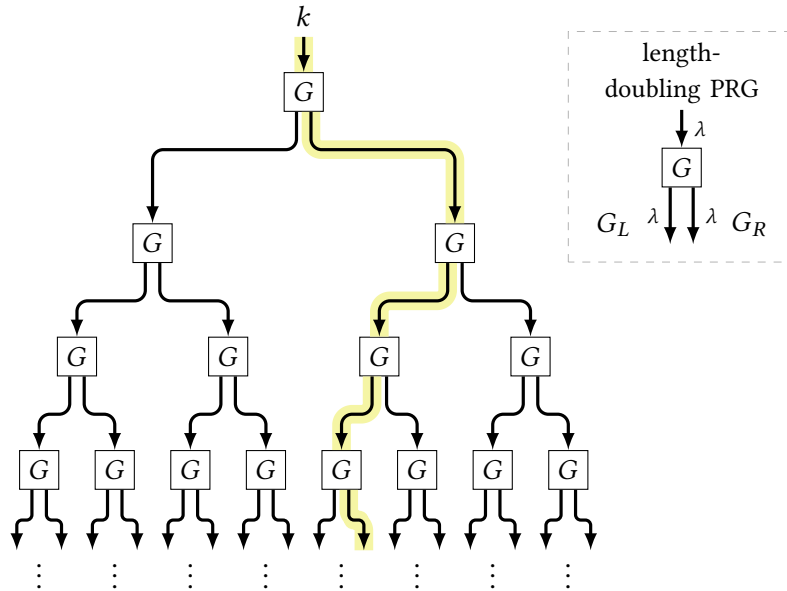 k
G
length-
doubling PRG
λ
G
G_L λ λ G_R
G G
G G G G
G G G G G G G G
⋮ ⋮ ⋮ ⋮ ⋮ ⋮ ⋮ ⋮